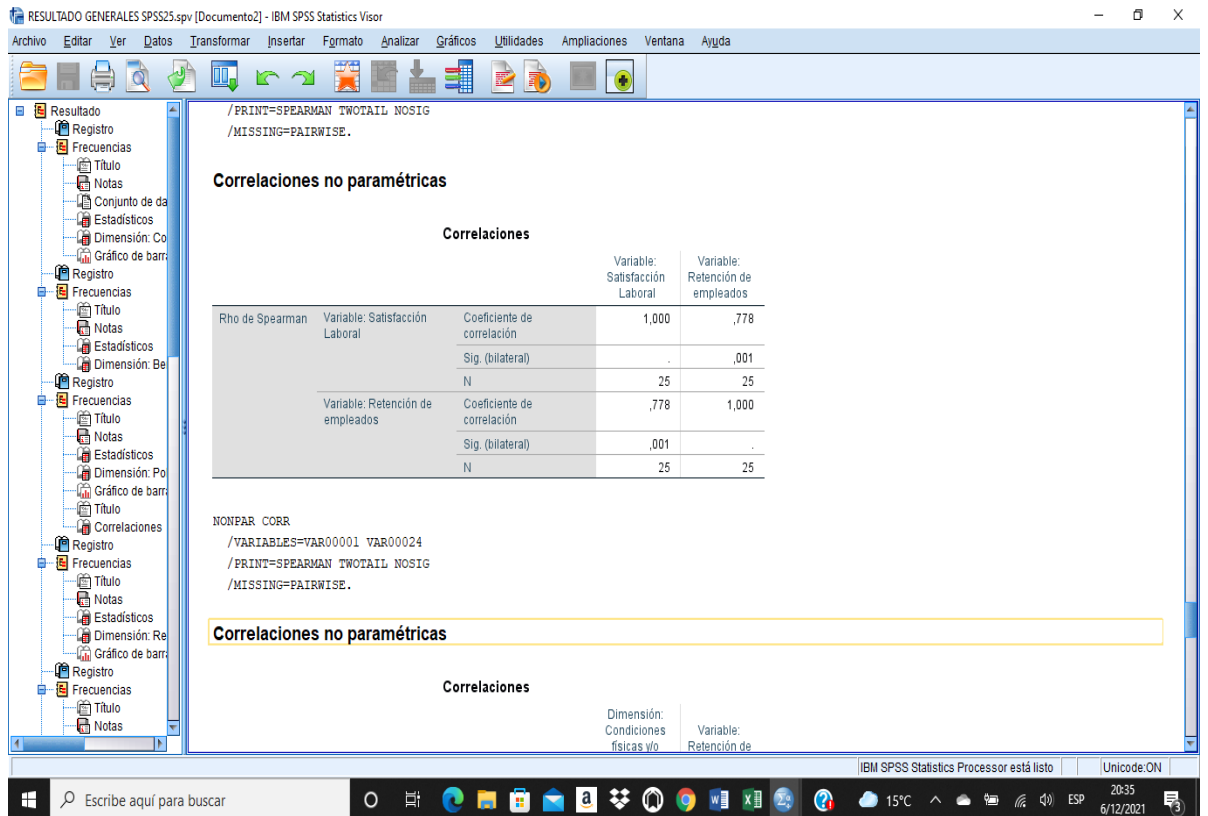 RESULTADO GENERALES SPSS25.spv [Documento2] - IBM SPSS Statistics Visor
Archivo Editar Ver Datos Transformar Insertar Formato Analizar Gráficos Utilidades Ampliaciones Ventana Ayuda
Resultado
Registro
Frecuencias
Título
Notas
Conjunto de da
Estadísticos
Dimensión: Co
Gráfico de barr
Registro
Frecuencias
Título
Notas
Estadísticos
Dimensión: Be
Registro
Frecuencias
Título
Notas
Estadísticos
Dimensión: Po
Gráfico de barr
Título
Correlaciones
Registro
Frecuencias
Título
Notas
Estadísticos
Dimensión: Re
Gráfico de barr
Registro
Frecuencias
Título
Notas
/PRINT=SPEARMAN TWOTAIL NOSIG
/MISSING=PAIRWISE.
Correlaciones no paramétricas
Correlaciones
Variable: Variable:
Satisfacción Retención de
Laboral empleados
Rho de Spearman Variable: Satisfacción Coeficiente de 1,000 ,778
Laboral correlación
Sig. (bilateral) . ,001
N 25 25
Variable: Retención de Coeficiente de ,778 1,000
empleados correlación
Sig. (bilateral) ,001 .
N 25 25
NONPAR CORR
/VARIABLES=VAR00001 VAR00024
/PRINT=SPEARMAN TWOTAIL NOSIG
/MISSING=PAIRWISE.
Correlaciones no paramétricas
Correlaciones
Dimensión:
Condiciones Variable:
físicas y/o Retención de
IBM SPSS Statistics Processor está listo Unicode:ON
Escribe aquí para buscar 15°C ESP 20:35
6/12/2021